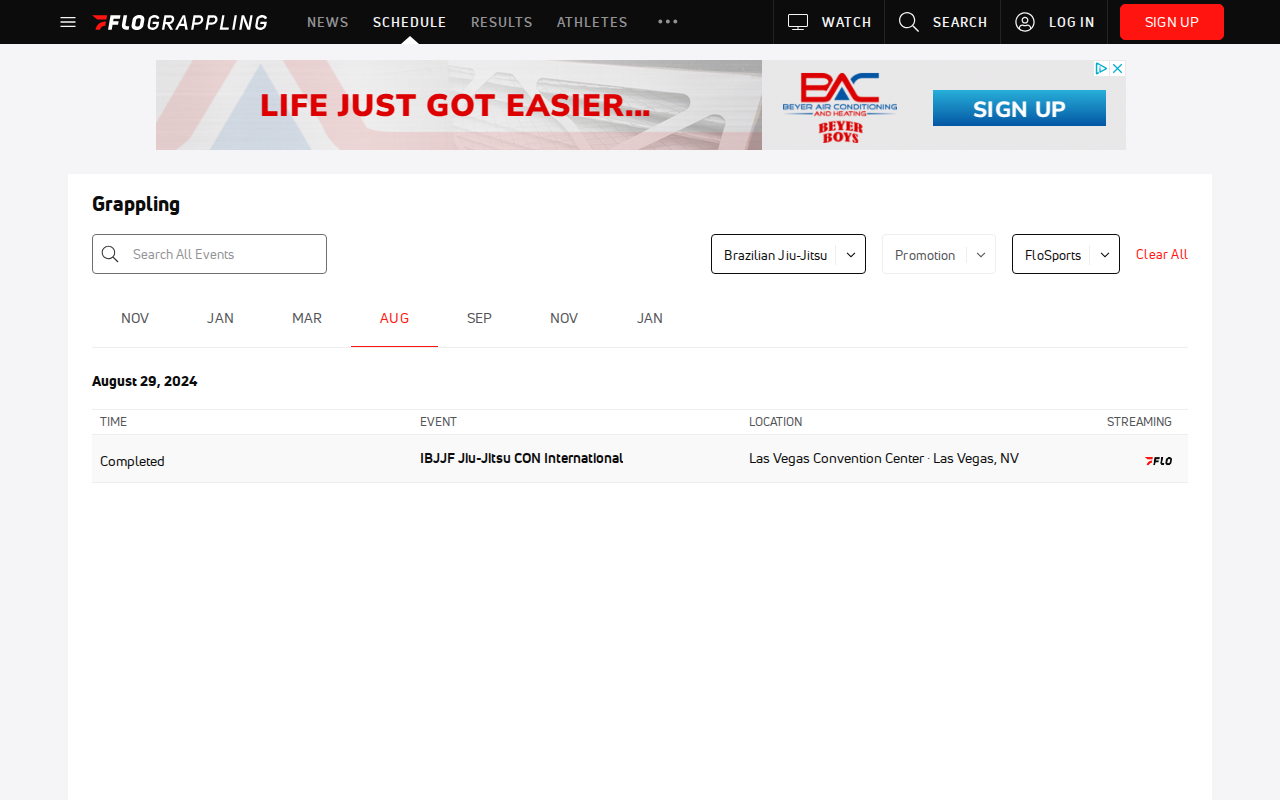 FLOGRAPPLING NEWS SCHEDULE RESULTS ATHLETES ••• WATCH SEARCH LOG IN SIGN UP
LIFE JUST GOT EASIER... BAC BEYER AIR CONDITIONING AND HEATING BEYER BOYS SIGN UP
Grappling
Search All Events Brazilian Jiu-Jitsu Promotion FloSports Clear All
NOV JAN MAR AUG SEP NOV JAN
August 29, 2024
TIME EVENT LOCATION STREAMING
Completed IBJJF Jiu-Jitsu CON International Las Vegas Convention Center · Las Vegas, NV FLO